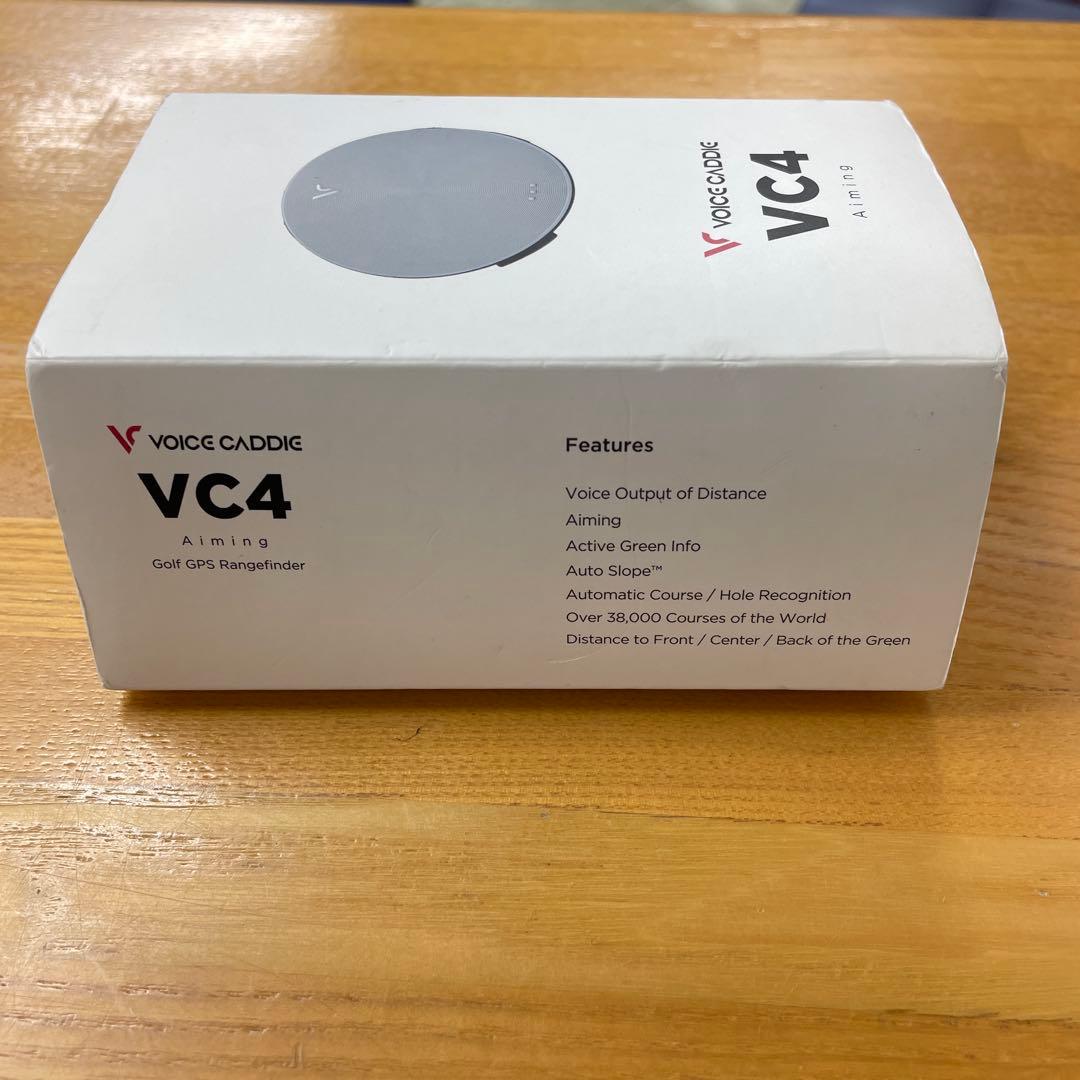 VOICE CADDIE
VC4
Aiming
VOICE CADDIE
VC4
Aiming
Golf GPS Rangefinder
Features
Voice Output of Distance
Aiming
Active Green Info
Auto Slope™
Automatic Course / Hole Recognition
Over 38,000 Courses of the World
Distance to Front / Center / Back of the Green